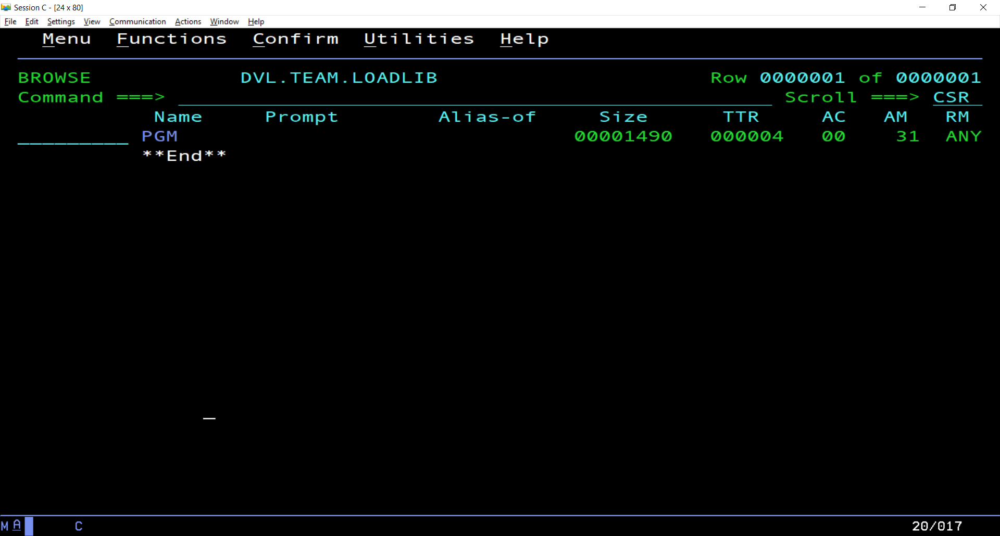 Session C - [24 x 80]
File Edit Settings View Communication Actions Window Help
Menu Functions Confirm Utilities Help
BROWSE DVL.TEAM.LOADLIB Row 0000001 of 0000001
Command ===> Scroll ===> CSR
Name Prompt Alias-of Size TTR AC AM RM
_________ PGM 00001490 000004 00 31 ANY
**End**
MA C 20/017